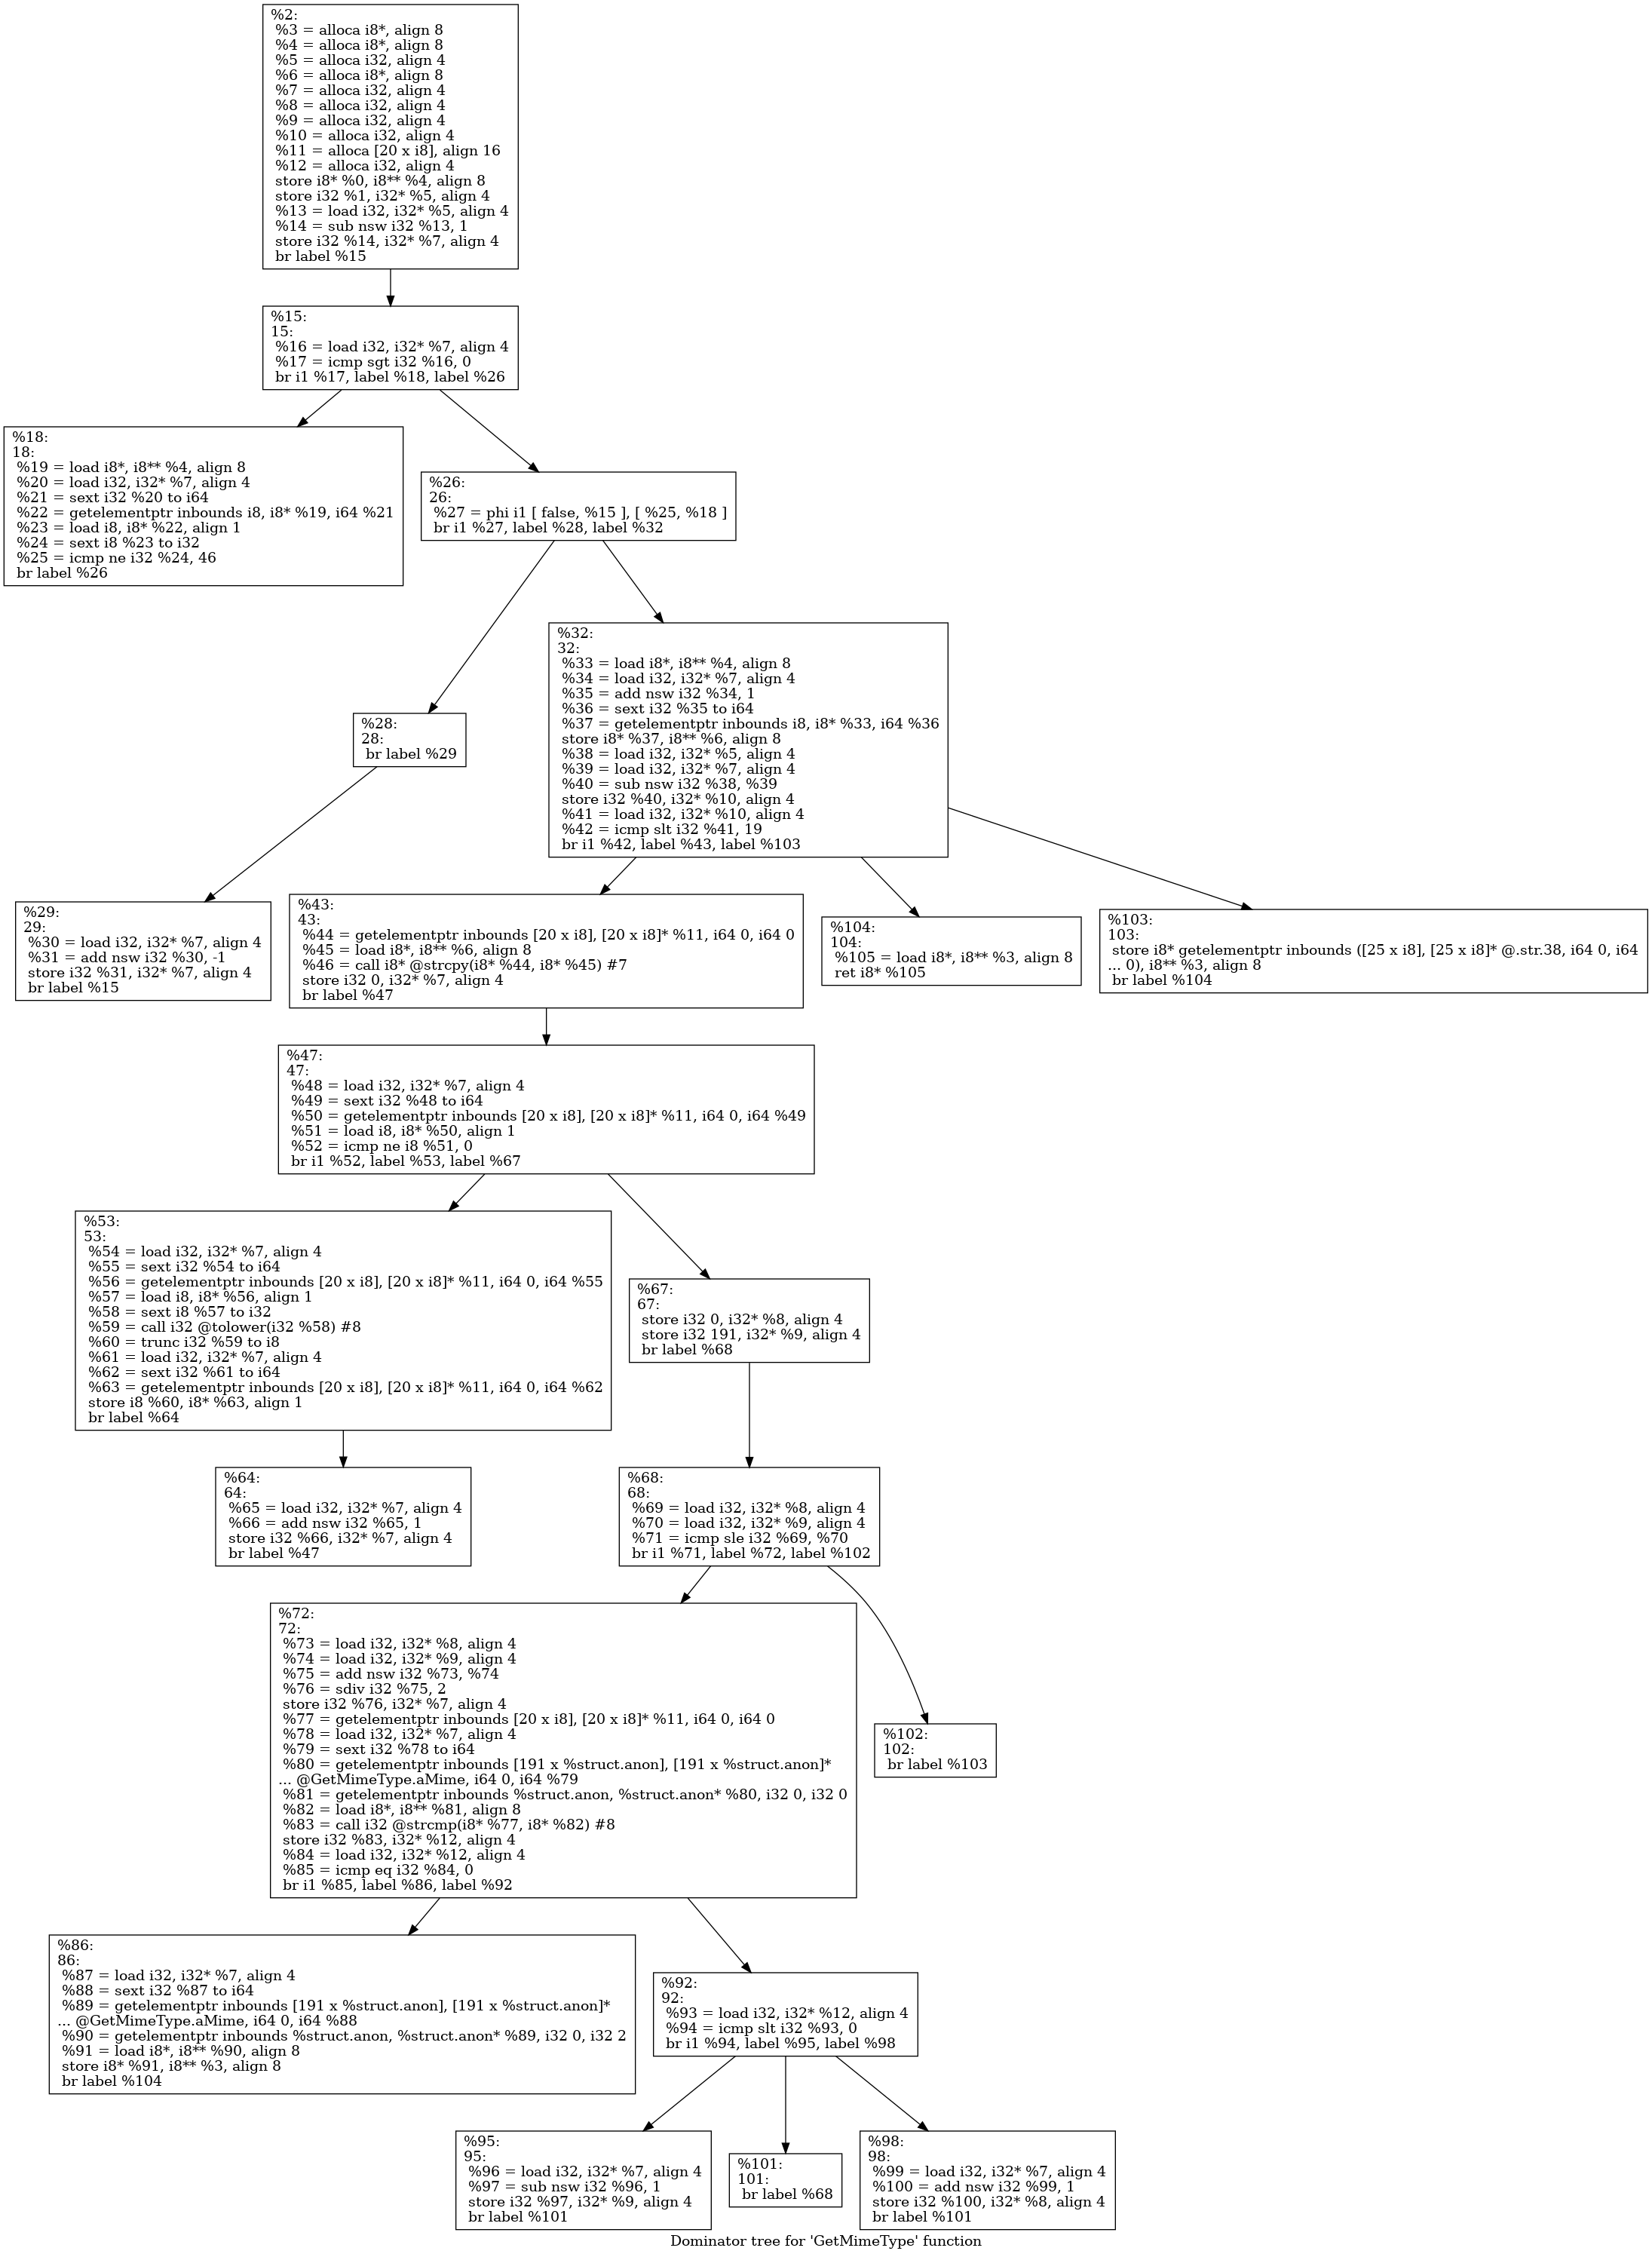 %2:
%3 = alloca i8*, align 8
%4 = alloca i8*, align 8
%5 = alloca i32, align 4
%6 = alloca i8*, align 8
%7 = alloca i32, align 4
%8 = alloca i32, align 4
%9 = alloca i32, align 4
%10 = alloca i32, align 4
%11 = alloca [20 x i8], align 16
%12 = alloca i32, align 4
store i8* %0, i8** %4, align 8
store i32 %1, i32* %5, align 4
%13 = load i32, i32* %5, align 4
%14 = sub nsw i32 %13, 1
store i32 %14, i32* %7, align 4
br label %15
%15:
15:
%16 = load i32, i32* %7, align 4
%17 = icmp sgt i32 %16, 0
br i1 %17, label %18, label %26
%18:
18:
%19 = load i8*, i8** %4, align 8
%20 = load i32, i32* %7, align 4
%21 = sext i32 %20 to i64
%22 = getelementptr inbounds i8, i8* %19, i64 %21
%23 = load i8, i8* %22, align 1
%24 = sext i8 %23 to i32
%25 = icmp ne i32 %24, 46
br label %26
%26:
26:
%27 = phi i1 [ false, %15 ], [ %25, %18 ]
br i1 %27, label %28, label %32
%28:
28:
br label %29
%32:
32:
%33 = load i8*, i8** %4, align 8
%34 = load i32, i32* %7, align 4
%35 = add nsw i32 %34, 1
%36 = sext i32 %35 to i64
%37 = getelementptr inbounds i8, i8* %33, i64 %36
store i8* %37, i8** %6, align 8
%38 = load i32, i32* %5, align 4
%39 = load i32, i32* %7, align 4
%40 = sub nsw i32 %38, %39
store i32 %40, i32* %10, align 4
%41 = load i32, i32* %10, align 4
%42 = icmp slt i32 %41, 19
br i1 %42, label %43, label %103
%29:
29:
%30 = load i32, i32* %7, align 4
%31 = add nsw i32 %30, -1
store i32 %31, i32* %7, align 4
br label %15
%43:
43:
%44 = getelementptr inbounds [20 x i8], [20 x i8]* %11, i64 0, i64 0
%45 = load i8*, i8** %6, align 8
%46 = call i8* @strcpy(i8* %44, i8* %45) #7
store i32 0, i32* %7, align 4
br label %47
%104:
104:
%105 = load i8*, i8** %3, align 8
ret i8* %105
%103:
103:
store i8* getelementptr inbounds ([25 x i8], [25 x i8]* @.str.38, i64 0, i64
... 0), i8** %3, align 8
br label %104
%47:
47:
%48 = load i32, i32* %7, align 4
%49 = sext i32 %48 to i64
%50 = getelementptr inbounds [20 x i8], [20 x i8]* %11, i64 0, i64 %49
%51 = load i8, i8* %50, align 1
%52 = icmp ne i8 %51, 0
br i1 %52, label %53, label %67
%53:
53:
%54 = load i32, i32* %7, align 4
%55 = sext i32 %54 to i64
%56 = getelementptr inbounds [20 x i8], [20 x i8]* %11, i64 0, i64 %55
%57 = load i8, i8* %56, align 1
%58 = sext i8 %57 to i32
%59 = call i32 @tolower(i32 %58) #8
%60 = trunc i32 %59 to i8
%61 = load i32, i32* %7, align 4
%62 = sext i32 %61 to i64
%63 = getelementptr inbounds [20 x i8], [20 x i8]* %11, i64 0, i64 %62
store i8 %60, i8* %63, align 1
br label %64
%67:
67:
store i32 0, i32* %8, align 4
store i32 191, i32* %9, align 4
br label %68
%64:
64:
%65 = load i32, i32* %7, align 4
%66 = add nsw i32 %65, 1
store i32 %66, i32* %7, align 4
br label %47
%68:
68:
%69 = load i32, i32* %8, align 4
%70 = load i32, i32* %9, align 4
%71 = icmp sle i32 %69, %70
br i1 %71, label %72, label %102
%72:
72:
%73 = load i32, i32* %8, align 4
%74 = load i32, i32* %9, align 4
%75 = add nsw i32 %73, %74
%76 = sdiv i32 %75, 2
store i32 %76, i32* %7, align 4
%77 = getelementptr inbounds [20 x i8], [20 x i8]* %11, i64 0, i64 0
%78 = load i32, i32* %7, align 4
%79 = sext i32 %78 to i64
%80 = getelementptr inbounds [191 x %struct.anon], [191 x %struct.anon]*
... @GetMimeType.aMime, i64 0, i64 %79
%81 = getelementptr inbounds %struct.anon, %struct.anon* %80, i32 0, i32 0
%82 = load i8*, i8** %81, align 8
%83 = call i32 @strcmp(i8* %77, i8* %82) #8
store i32 %83, i32* %12, align 4
%84 = load i32, i32* %12, align 4
%85 = icmp eq i32 %84, 0
br i1 %85, label %86, label %92
%102:
102:
br label %103
%86:
86:
%87 = load i32, i32* %7, align 4
%88 = sext i32 %87 to i64
%89 = getelementptr inbounds [191 x %struct.anon], [191 x %struct.anon]*
... @GetMimeType.aMime, i64 0, i64 %88
%90 = getelementptr inbounds %struct.anon, %struct.anon* %89, i32 0, i32 2
%91 = load i8*, i8** %90, align 8
store i8* %91, i8** %3, align 8
br label %104
%92:
92:
%93 = load i32, i32* %12, align 4
%94 = icmp slt i32 %93, 0
br i1 %94, label %95, label %98
%95:
95:
%96 = load i32, i32* %7, align 4
%97 = sub nsw i32 %96, 1
store i32 %97, i32* %9, align 4
br label %101
%101:
101:
br label %68
%98:
98:
%99 = load i32, i32* %7, align 4
%100 = add nsw i32 %99, 1
store i32 %100, i32* %8, align 4
br label %101
Dominator tree for 'GetMimeType' function